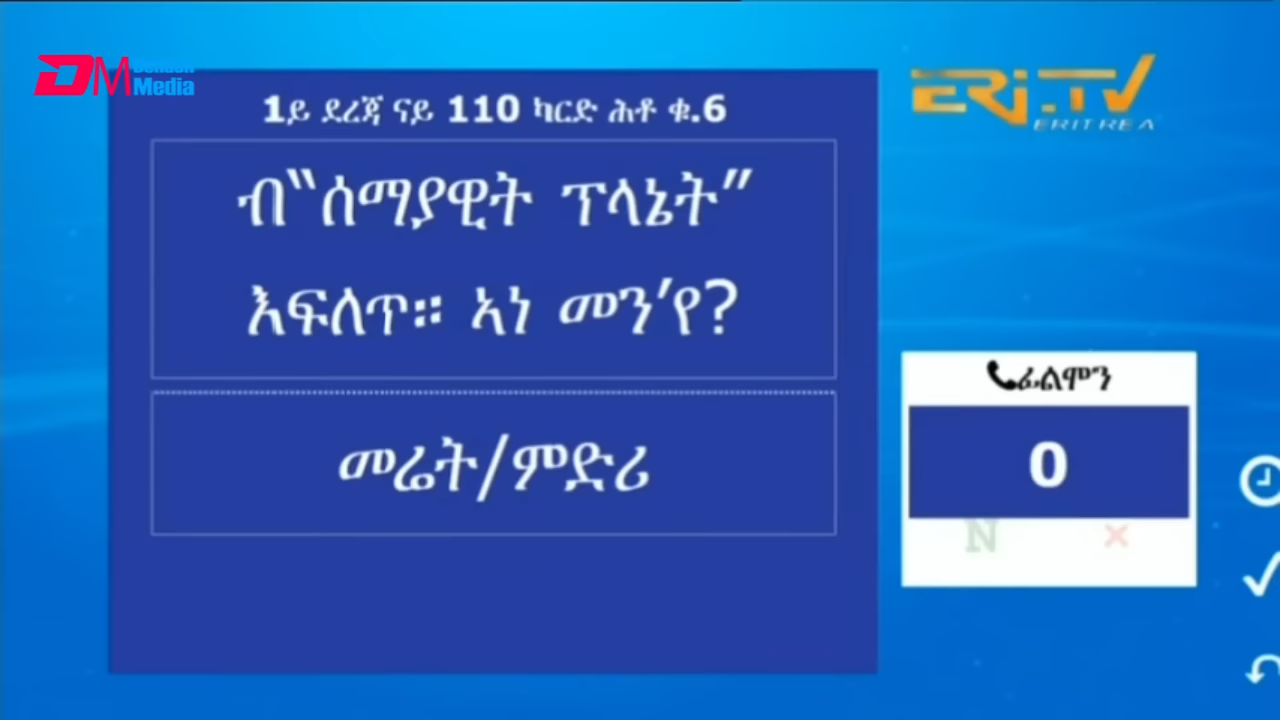 DM
Media
1ይ ደረጃ ናይ 110 ካርድ ሕቶ ቁ.6
ብ“ሰማያዊት ፕላኔት”
እፍለጥ። ኣነ መን’የ?
መሬት/ምድሪ
ERi-TV
ERITREA
ፊልሞን
0
N ×